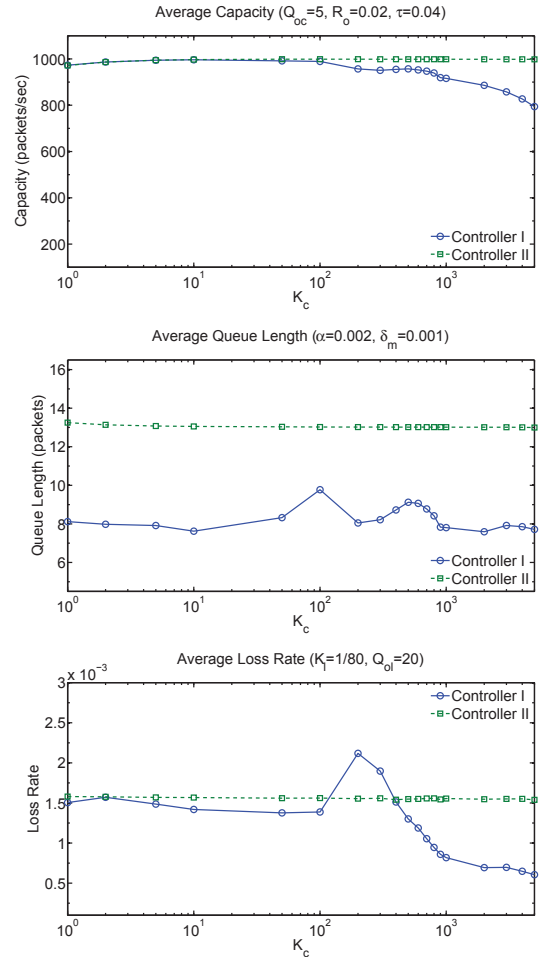 Average Capacity (Q_oc=5, R_o=0.02, τ=0.04)
1000
800
600
400
200
Capacity (packets/sec)
Controller I
Controller II
10^0
10^1
10^2
10^3
K_c
Average Queue Length (α=0.002, δ_m=0.001)
16
14
12
10
8
6
Queue Length (packets)
Controller I
Controller II
10^0
10^1
10^2
10^3
K_c
Average Loss Rate (K_l=1/80, Q_ol=20)
x 10^−3
3
2.5
2
1.5
1
0.5
Loss Rate
Controller I
Controller II
10^0
10^1
10^2
10^3
K_c